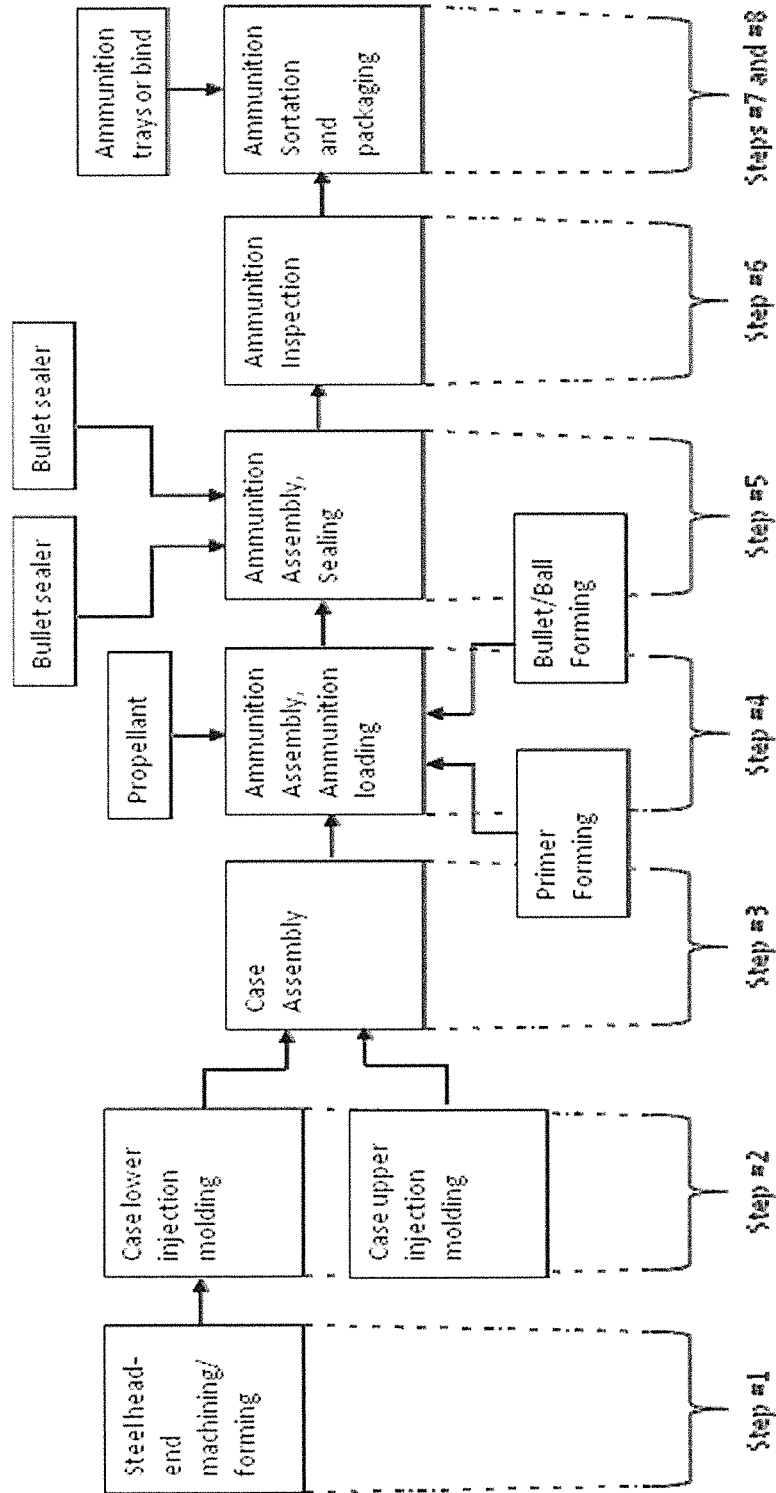 Steel head-
end
machining/
forming
Case lower
injection
molding
Case upper
injection
molding
Case
Assembly
Propellant
Ammunition
Assembly,
Ammunition
loading
Primer
Forming
Bullet/Ball
Forming
Bullet sealer
Bullet sealer
Ammunition
Assembly,
Sealing
Ammunition
Inspection
Ammunition
trays or bind
Ammunition
Sortation
and
packaging
Step #1
Step #2
Step #3
Step #4
Step #5
Step #6
Steps #7 and #8